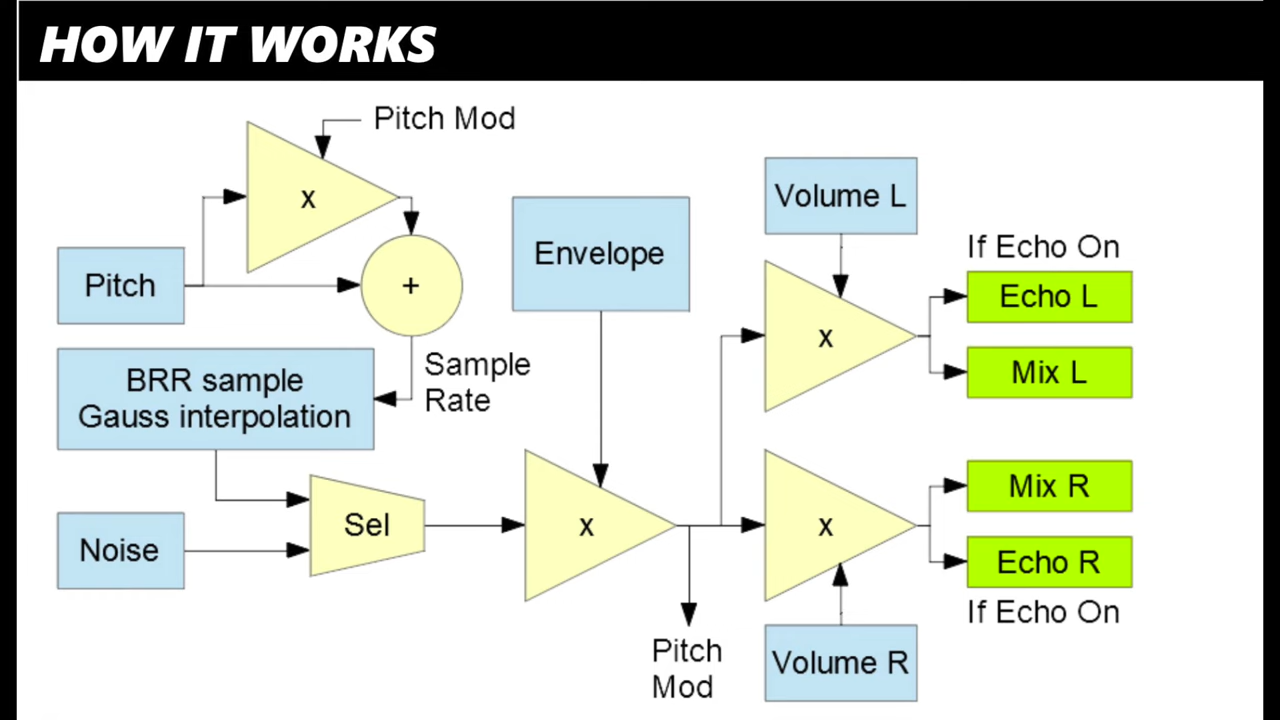 HOW IT WORKS
Pitch Mod
x
Pitch
+
Sample
Rate
BRR sample
Gauss interpolation
Noise
Sel
Envelope
x
Pitch
Mod
Volume L
x
If Echo On
Echo L
Mix L
x
Mix R
Echo R
If Echo On
Volume R